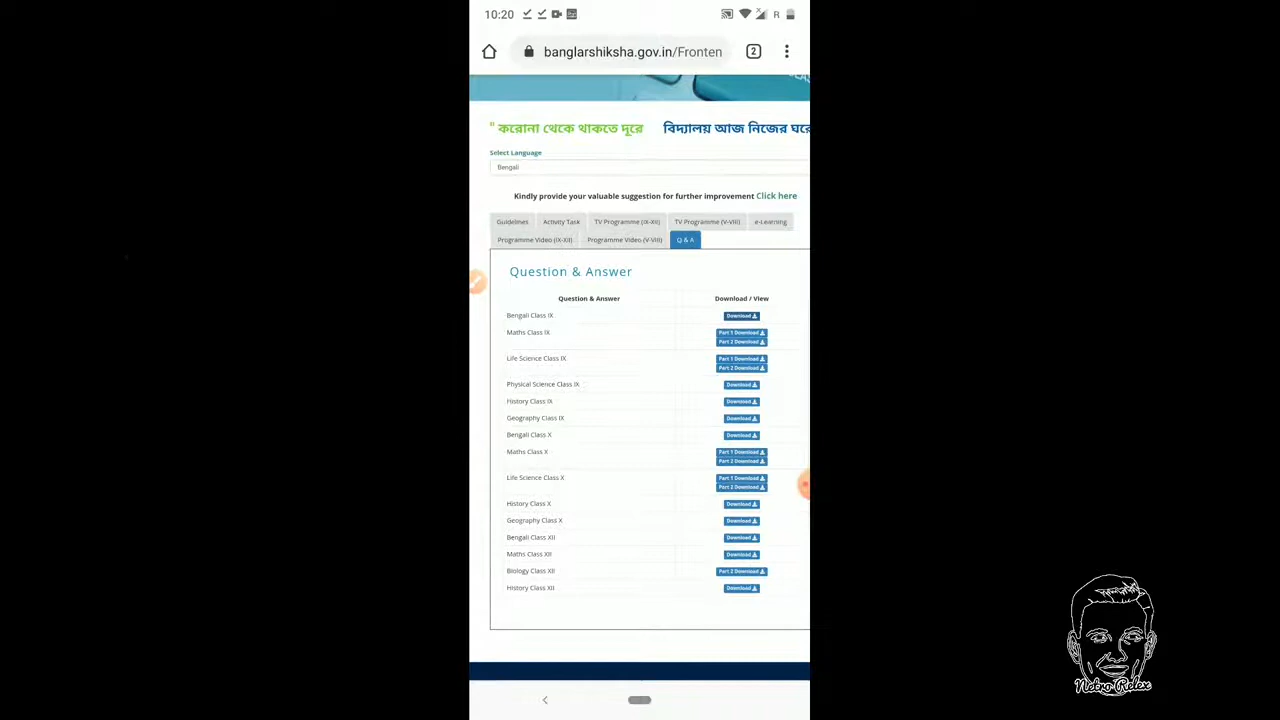 10:20
R
banglarshiksha.gov.in/Fronten
2
" করোনা থেকে থাকতে দূরে বিদ্যালয় আজ নিজের ঘরে
Select Language
Bengali
Kindly provide your valuable suggestion for further improvement Click here
Guidelines Activity Task TV Programme (IX-XII) TV Programme (V-VIII) e-Learning
Programme Video (IX-XII) Programme Video (V-VIII) Q & A
Question & Answer
Question & Answer Download / View
Bengali Class IX Download
Maths Class IX Part 1 Download
Part 2 Download
Life Science Class IX Part 1 Download
Part 2 Download
Physical Science Class IX Download
History Class IX Download
Geography Class IX Download
Bengali Class X Download
Maths Class X Part 1 Download
Part 2 Download
Life Science Class X Part 1 Download
Part 2 Download
History Class X Download
Geography Class X Download
Bengali Class XII Download
Maths Class XII Download
Biology Class XII Part 2 Download
History Class XII Download
Netro Relex